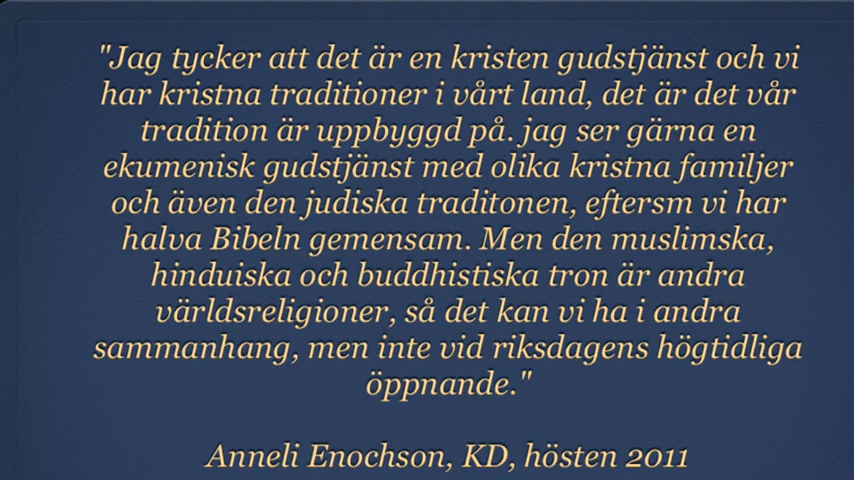 "Jag tycker att det är en kristen gudstjänst och vi
har kristna traditioner i vårt land, det är det vår
tradition är uppbyggd på. jag ser gärna en
ekumenisk gudstjänst med olika kristna familjer
och även den judiska traditonen, eftersm vi har
halva Bibeln gemensam. Men den muslimska,
hinduiska och buddhistiska tron är andra
världsreligioner, så det kan vi ha i andra
sammanhang, men inte vid riksdagens högtidliga
öppnande."
Anneli Enochson, KD, hösten 2011